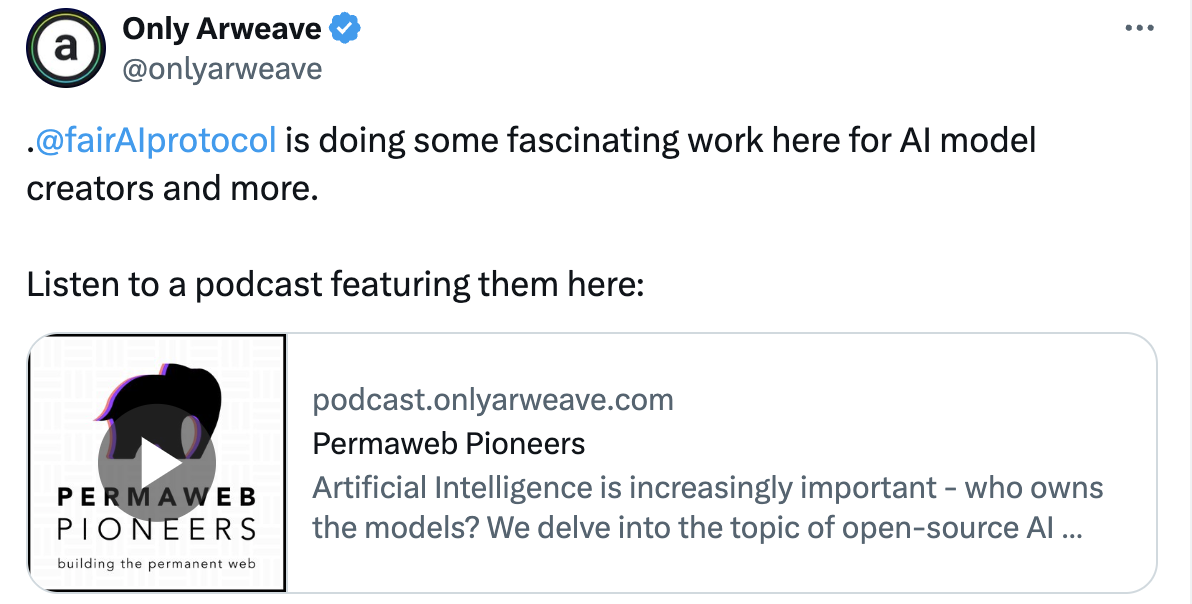 a
Only Arweave
@onlyarweave
.@fairAIprotocol is doing some fascinating work here for AI model
creators and more.
Listen to a podcast featuring them here:
PERMAWEB
PIONEERS
building the permanent web
podcast.onlyarweave.com
Permaweb Pioneers
Artificial Intelligence is increasingly important - who owns
the models? We delve into the topic of open-source AI ...